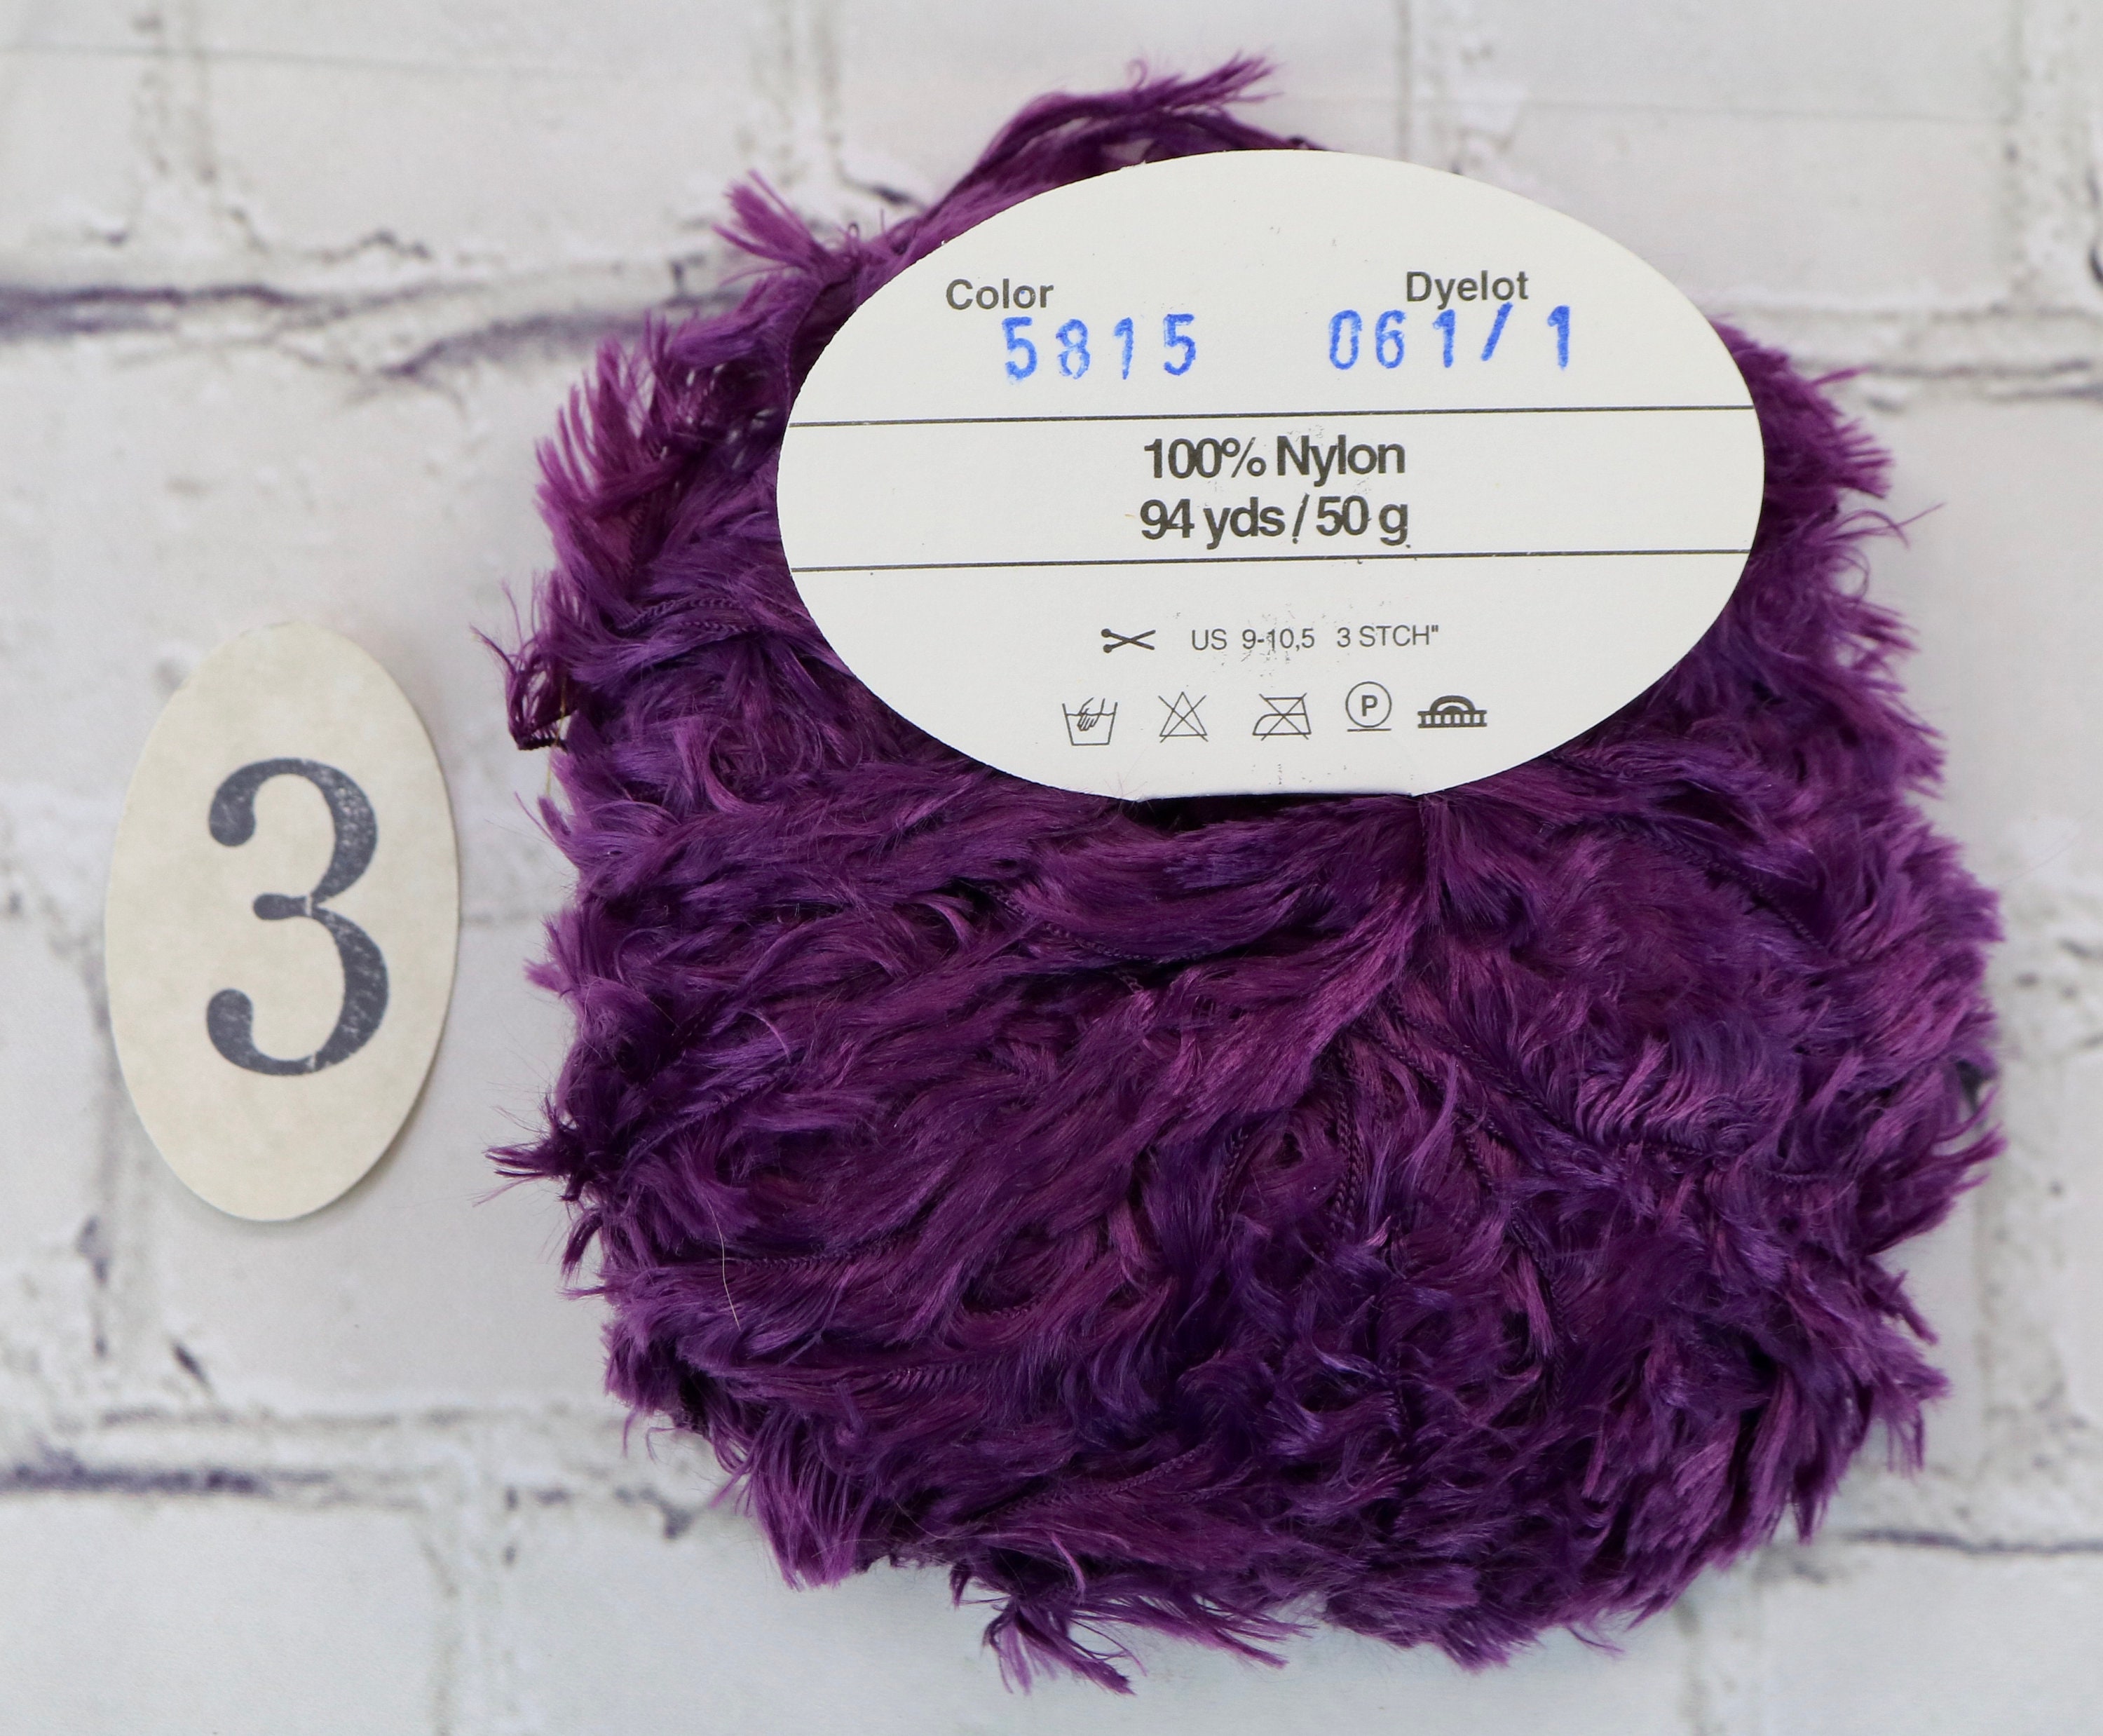 Color Dyelot
5815 061/1
100% Nylon
94 yds / 50 g
US 9-10,5 3 STCH"
P
3